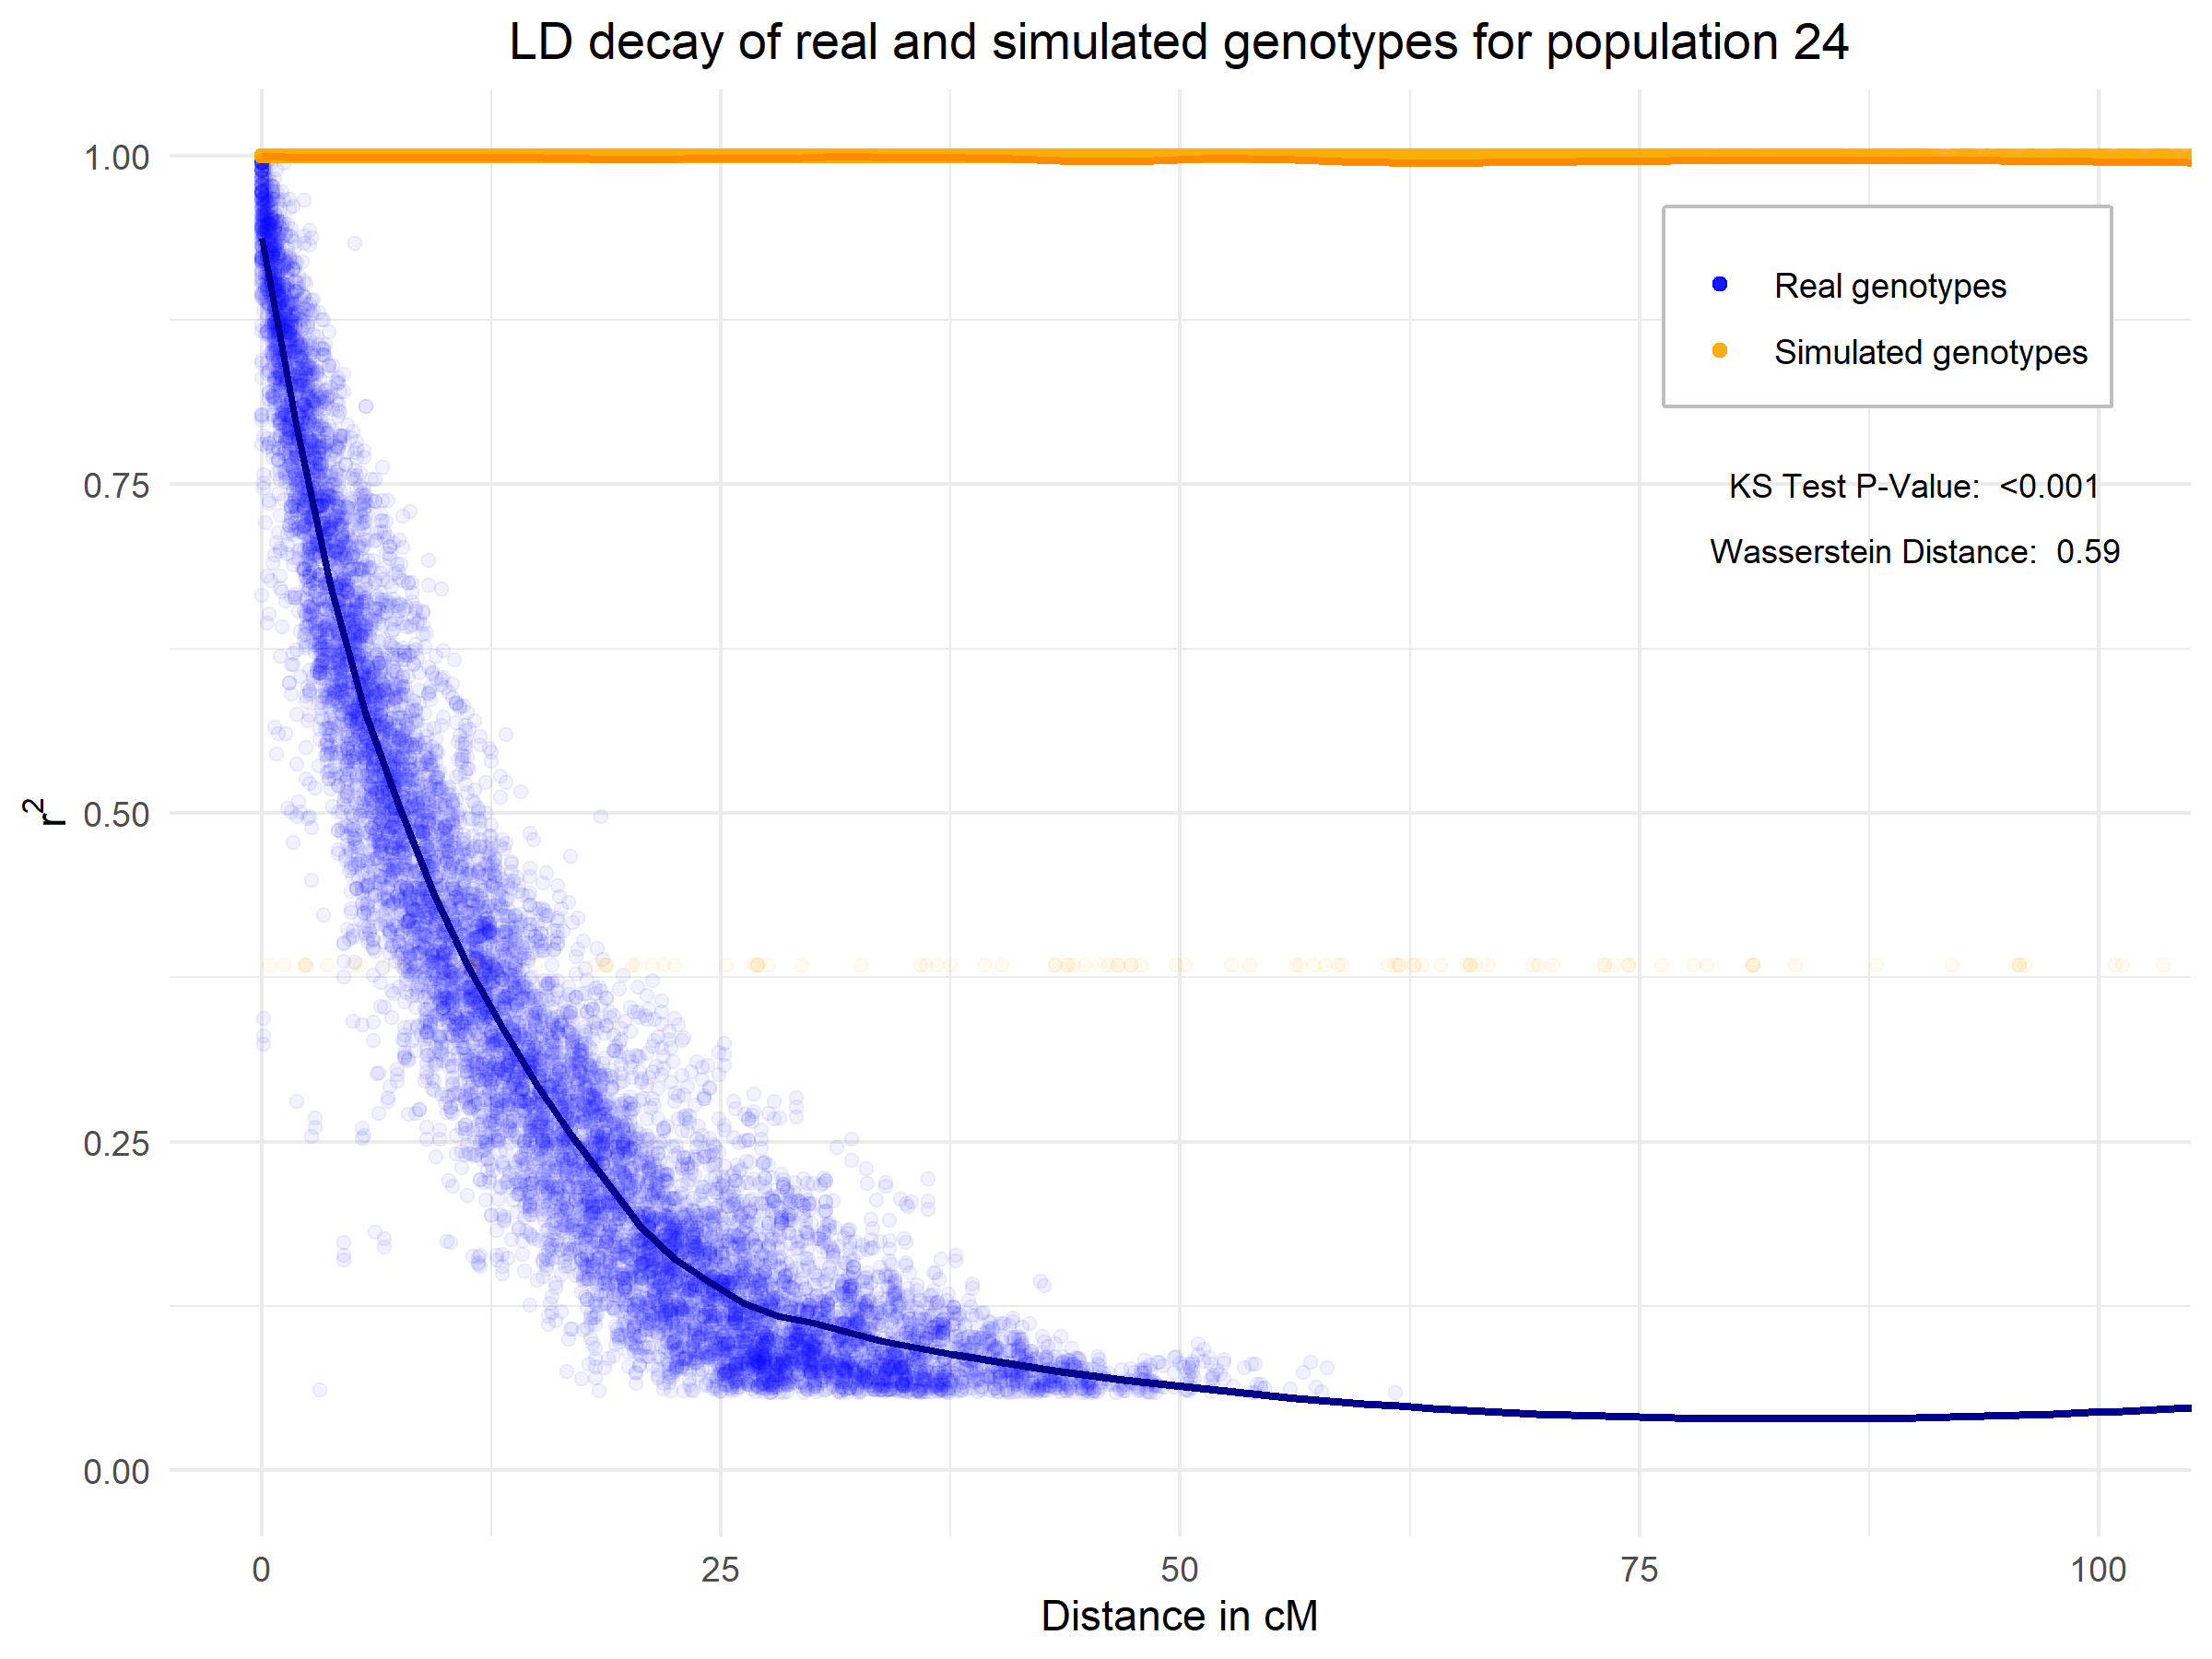 LD decay of real and simulated genotypes for population 24
1.00
0.75
0.50
0.25
0.00
r²
Real genotypes
Simulated genotypes
KS Test P-Value: <0.001
Wasserstein Distance: 0.59
0 25 50 75 100
Distance in cM